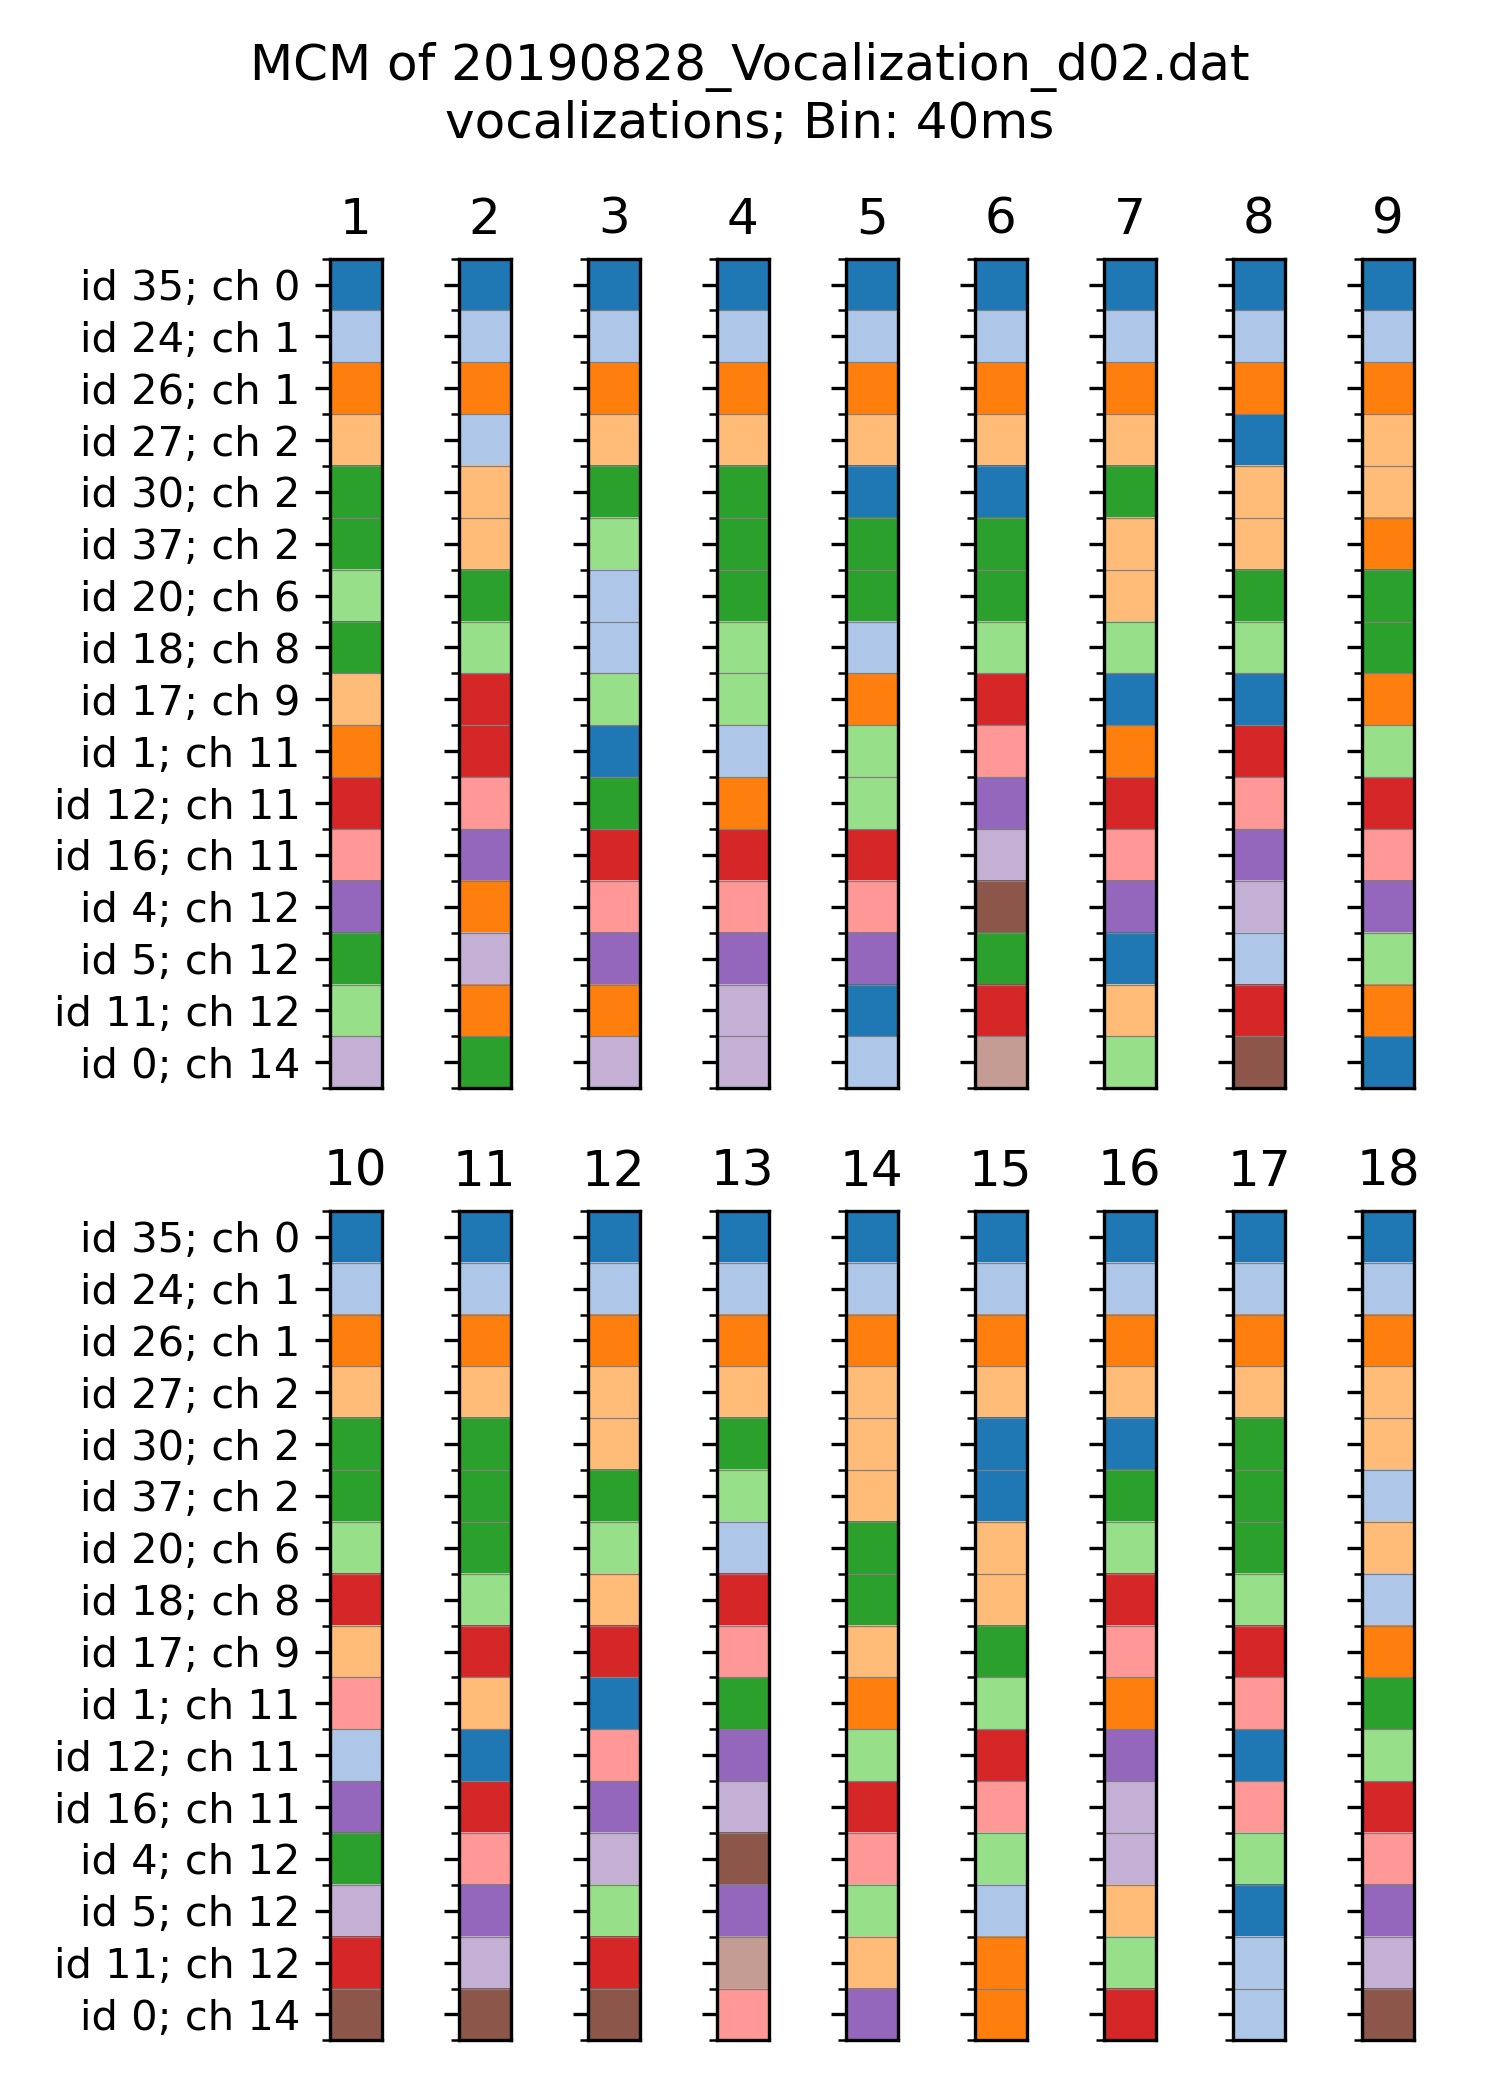 MCM of 20190828_Vocalization_d02.dat
vocalizations; Bin: 40ms
1 2 3 4 5 6 7 8 9
id 35; ch 0
id 24; ch 1
id 26; ch 1
id 27; ch 2
id 30; ch 2
id 37; ch 2
id 20; ch 6
id 18; ch 8
id 17; ch 9
id 1; ch 11
id 12; ch 11
id 16; ch 11
id 4; ch 12
id 5; ch 12
id 11; ch 12
id 0; ch 14
10 11 12 13 14 15 16 17 18
id 35; ch 0
id 24; ch 1
id 26; ch 1
id 27; ch 2
id 30; ch 2
id 37; ch 2
id 20; ch 6
id 18; ch 8
id 17; ch 9
id 1; ch 11
id 12; ch 11
id 16; ch 11
id 4; ch 12
id 5; ch 12
id 11; ch 12
id 0; ch 14